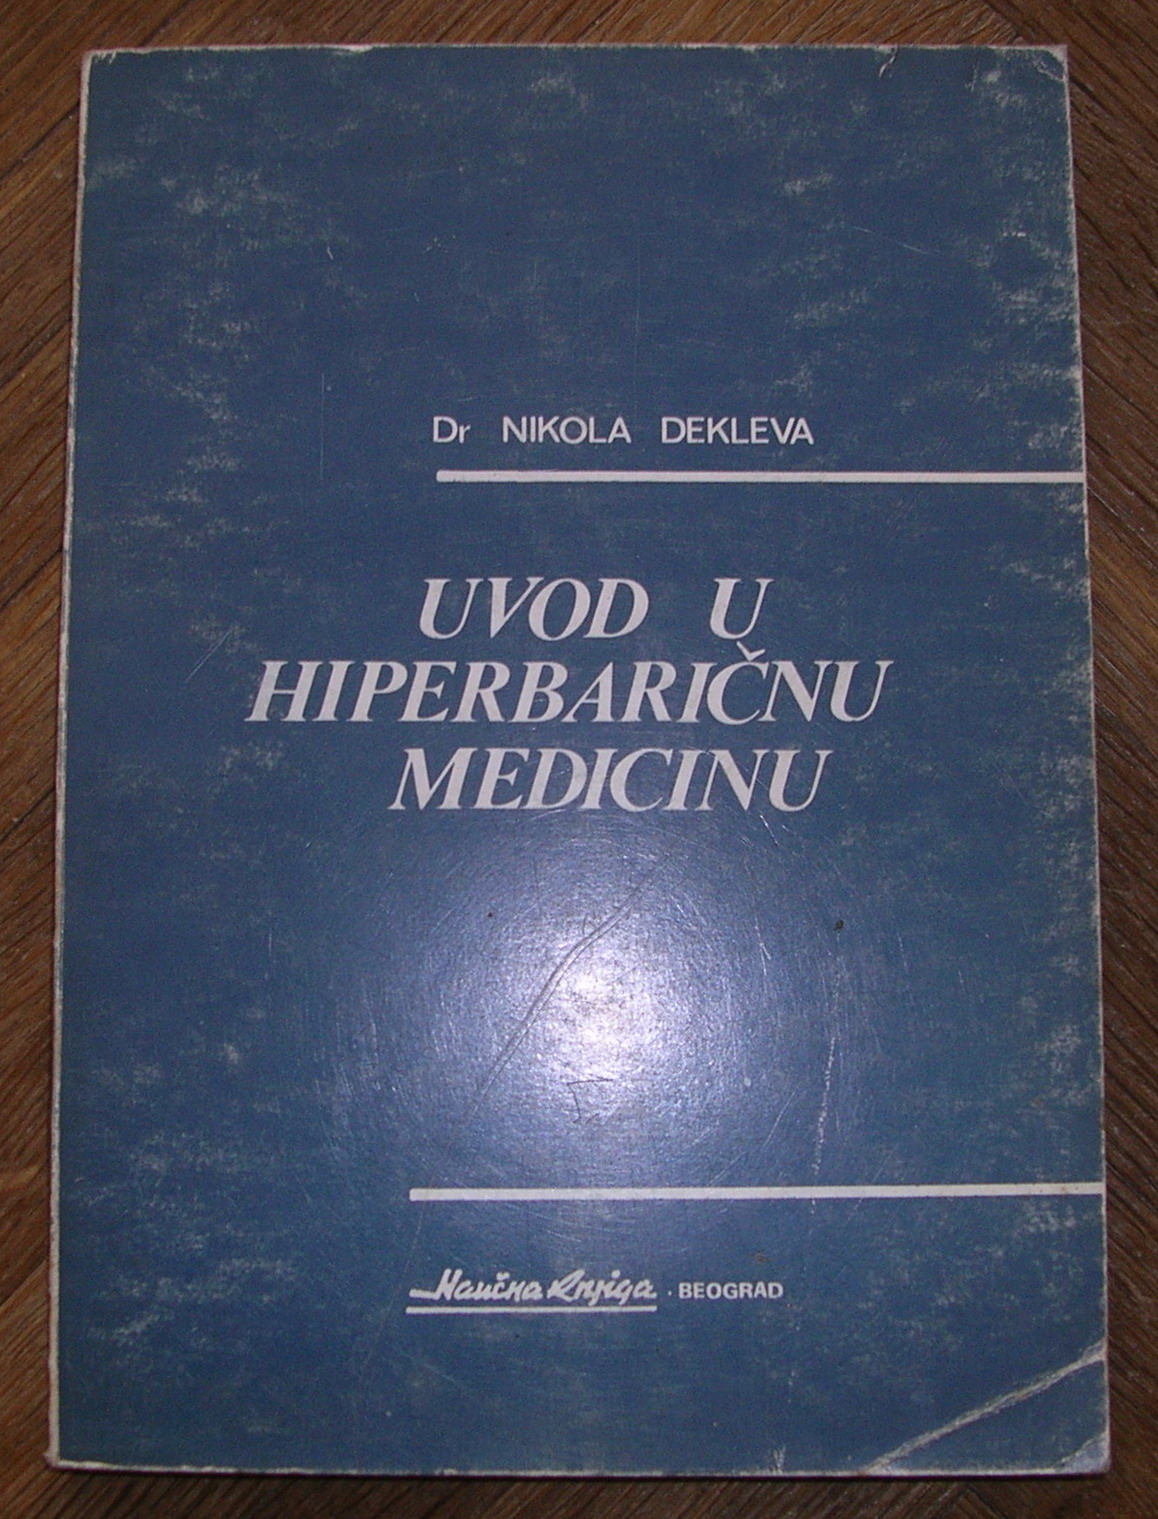 Dr NIKOLA DEKLEVA
UVOD U
HIPERBARIČNU
MEDICINU
Naučna Knjiga · BEOGRAD